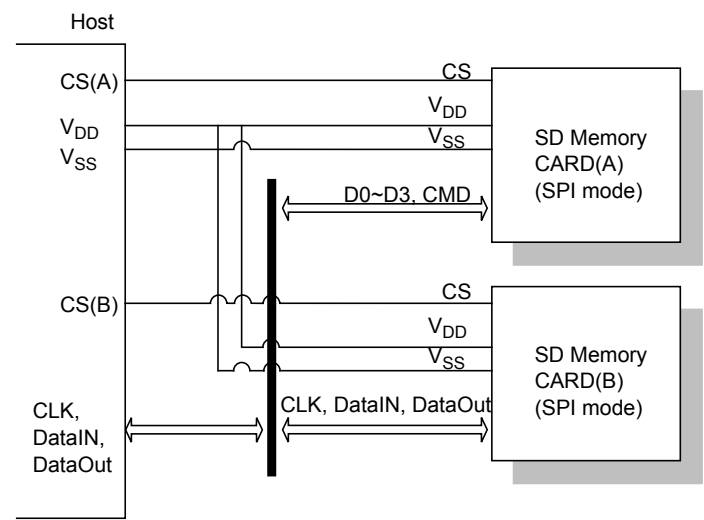 Host
CS(A)
CS
VDD
VDD
VSS
VSS
SD Memory
CARD(A)
(SPI mode)
D0~D3, CMD
CS(B)
CS
VDD
VSS
SD Memory
CARD(B)
(SPI mode)
CLK,
DataIN,
DataOut
CLK, DataIN, DataOut